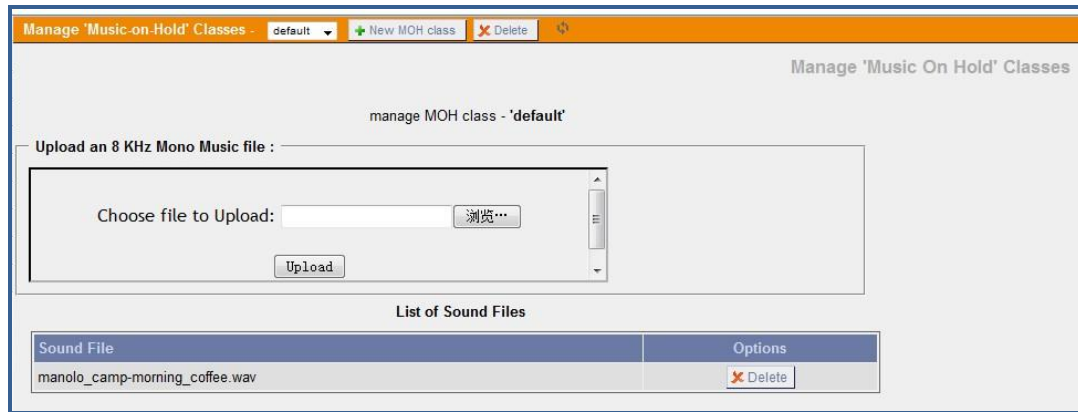 Manage 'Music-on-Hold' Classes - default New MOH class Delete
Manage 'Music On Hold' Classes
manage MOH class - 'default'
Upload an 8 KHz Mono Music file :
Choose file to Upload: 浏览…
Upload
List of Sound Files
Sound File Options
manolo_camp-morning_coffee.wav Delete